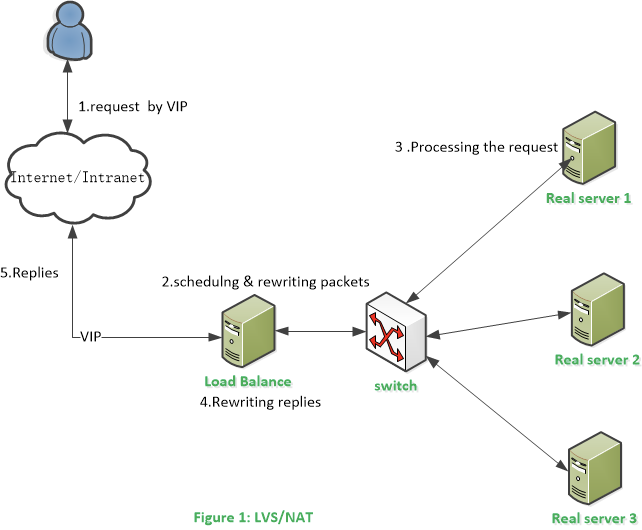 1.request by VIP
3 .Processing the request
Internet/Intranet
Real server 1
5.Replies
2.schedulng & rewriting packets
VIP
Real server 2
Load Balance
switch
4.Rewriting replies
Real server 3
Figure 1: LVS/NAT